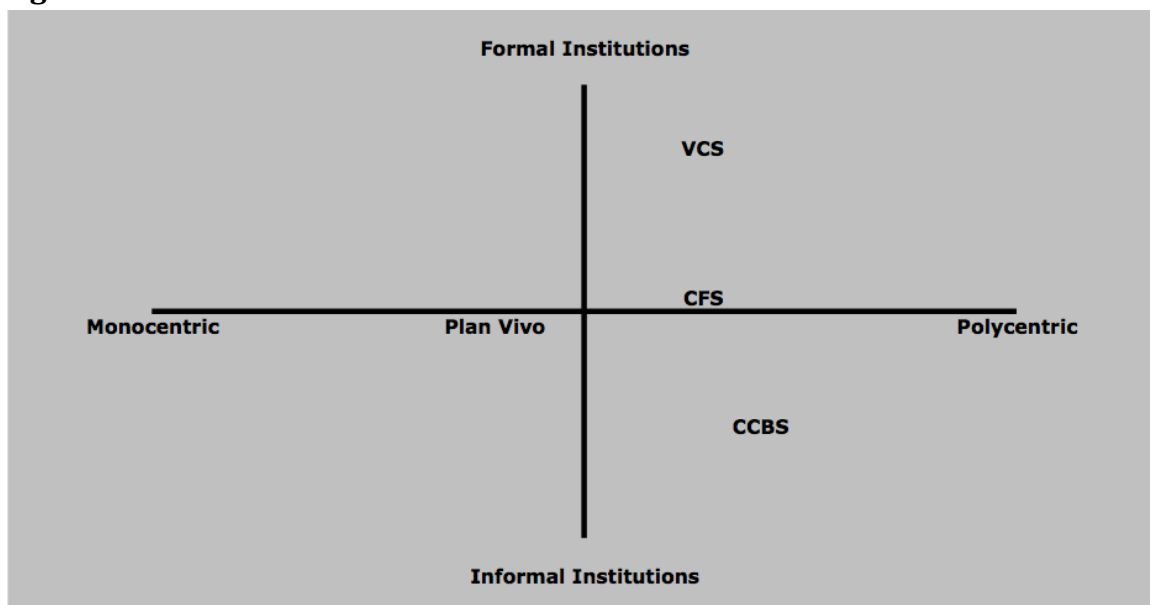 Formal Institutions
VCS
CFS
Monocentric
Plan Vivo
Polycentric
CCBS
Informal Institutions